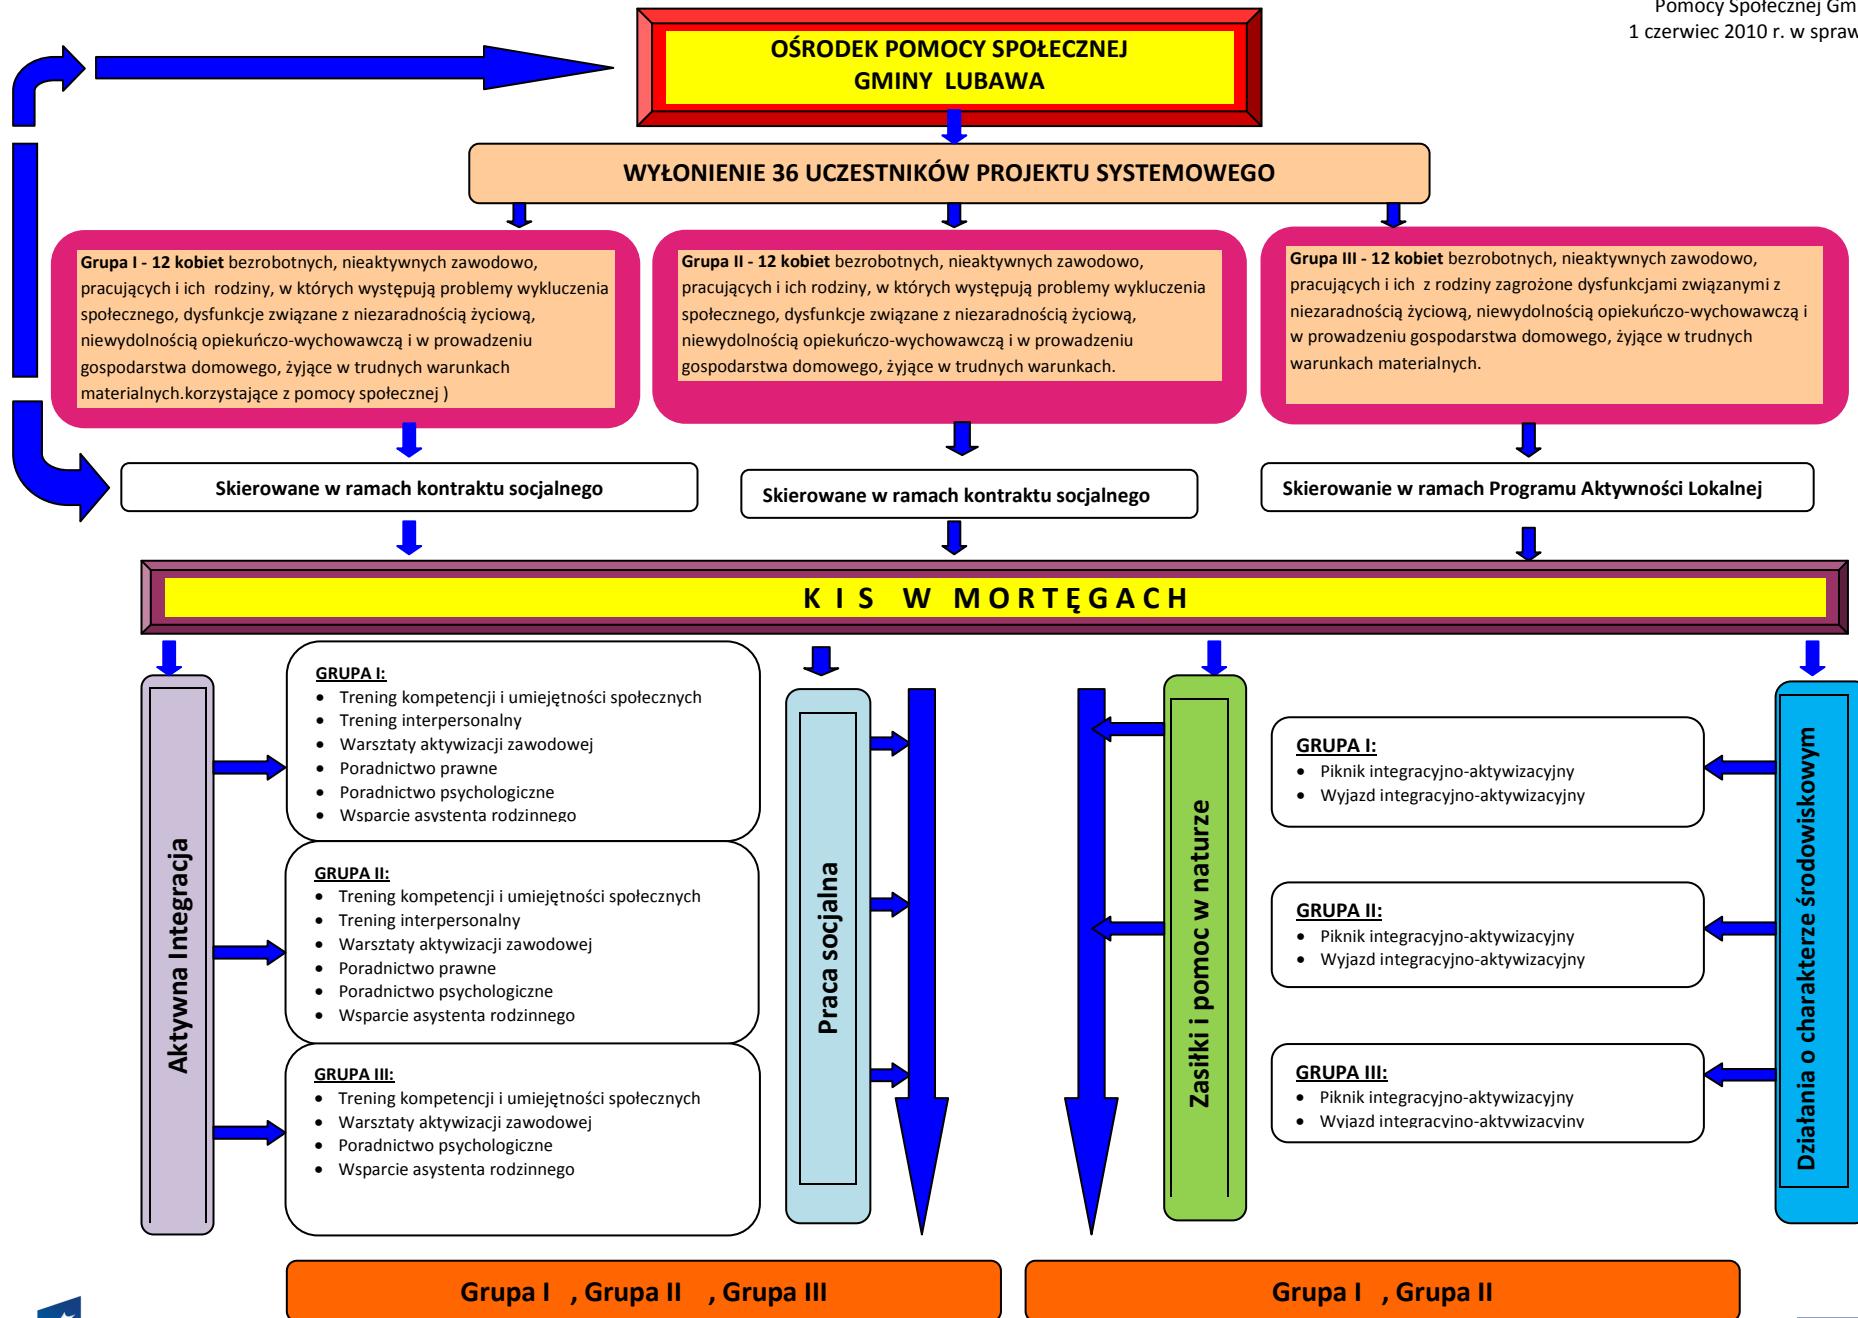 Pomocy Społecznej Gm
1 czerwiec 2010 r. w spraw
OŚRODEK POMOCY SPOŁECZNEJ
GMINY LUBAWA
WYŁONIENIE 36 UCZESTNIKÓW PROJEKTU SYSTEMOWEGO
Grupa I - 12 kobiet bezrobotnych, nieaktywnych zawodowo,
pracujących i ich rodziny, w których występują problemy wykluczenia
społecznego, dysfunkcje związane z niezaradnością życiową,
niewydolnością opiekuńczo-wychowawczą i w prowadzeniu
gospodarstwa domowego, żyjące w trudnych warunkach
materialnych.korzystające z pomocy społecznej )
Grupa II - 12 kobiet bezrobotnych, nieaktywnych zawodowo,
pracujących i ich rodziny, w których występują problemy wykluczenia
społecznego, dysfunkcje związane z niezaradnością życiową,
niewydolnością opiekuńczo-wychowawczą i w prowadzeniu
gospodarstwa domowego, żyjące w trudnych warunkach.
Grupa III - 12 kobiet bezrobotnych, nieaktywnych zawodowo,
pracujących i ich z rodziny zagrożone dysfunkcjami związanymi z
niezaradnością życiową, niewydolnością opiekuńczo-wychowawczą i
w prowadzeniu gospodarstwa domowego, żyjące w trudnych
warunkach materialnych.
Skierowane w ramach kontraktu socjalnego
Skierowane w ramach kontraktu socjalnego
Skierowanie w ramach Programu Aktywności Lokalnej
K I S W M O R T Ę G A C H
Aktywna Integracja
GRUPA I:
• Trening kompetencji i umiejętności społecznych
• Trening interpersonalny
• Warsztaty aktywizacji zawodowej
• Poradnictwo prawne
• Poradnictwo psychologiczne
• Wsparcie asystenta rodzinnego
GRUPA II:
• Trening kompetencji i umiejętności społecznych
• Trening interpersonalny
• Warsztaty aktywizacji zawodowej
• Poradnictwo prawne
• Poradnictwo psychologiczne
• Wsparcie asystenta rodzinnego
GRUPA III:
• Trening kompetencji i umiejętności społecznych
• Warsztaty aktywizacji zawodowej
• Poradnictwo psychologiczne
• Wsparcie asystenta rodzinnego
Praca socjalna
Zasiłki i pomoc w naturze
GRUPA I:
• Piknik integracyjno-aktywizacyjny
• Wyjazd integracyjno-aktywizacyjny
GRUPA II:
• Piknik integracyjno-aktywizacyjny
• Wyjazd integracyjno-aktywizacyjny
GRUPA III:
• Piknik integracyjno-aktywizacyjny
• Wyjazd integracyjno-aktywizacyjny
Działania o charakterze środowiskowym
Grupa I , Grupa II , Grupa III
Grupa I , Grupa II